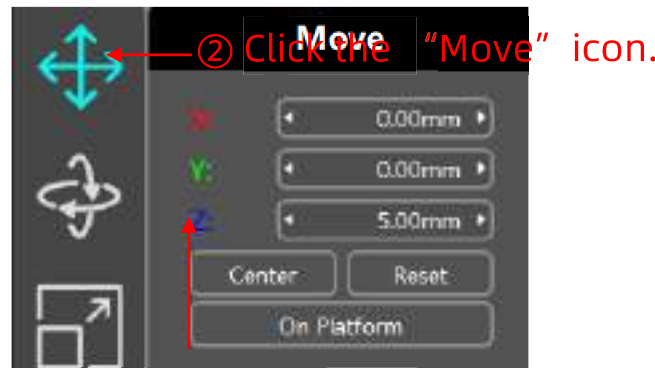 Move
② Click the “Move” icon.
X: 0.00mm
Y: 0.00mm
Z: 5.00mm
Center Reset
On Platform